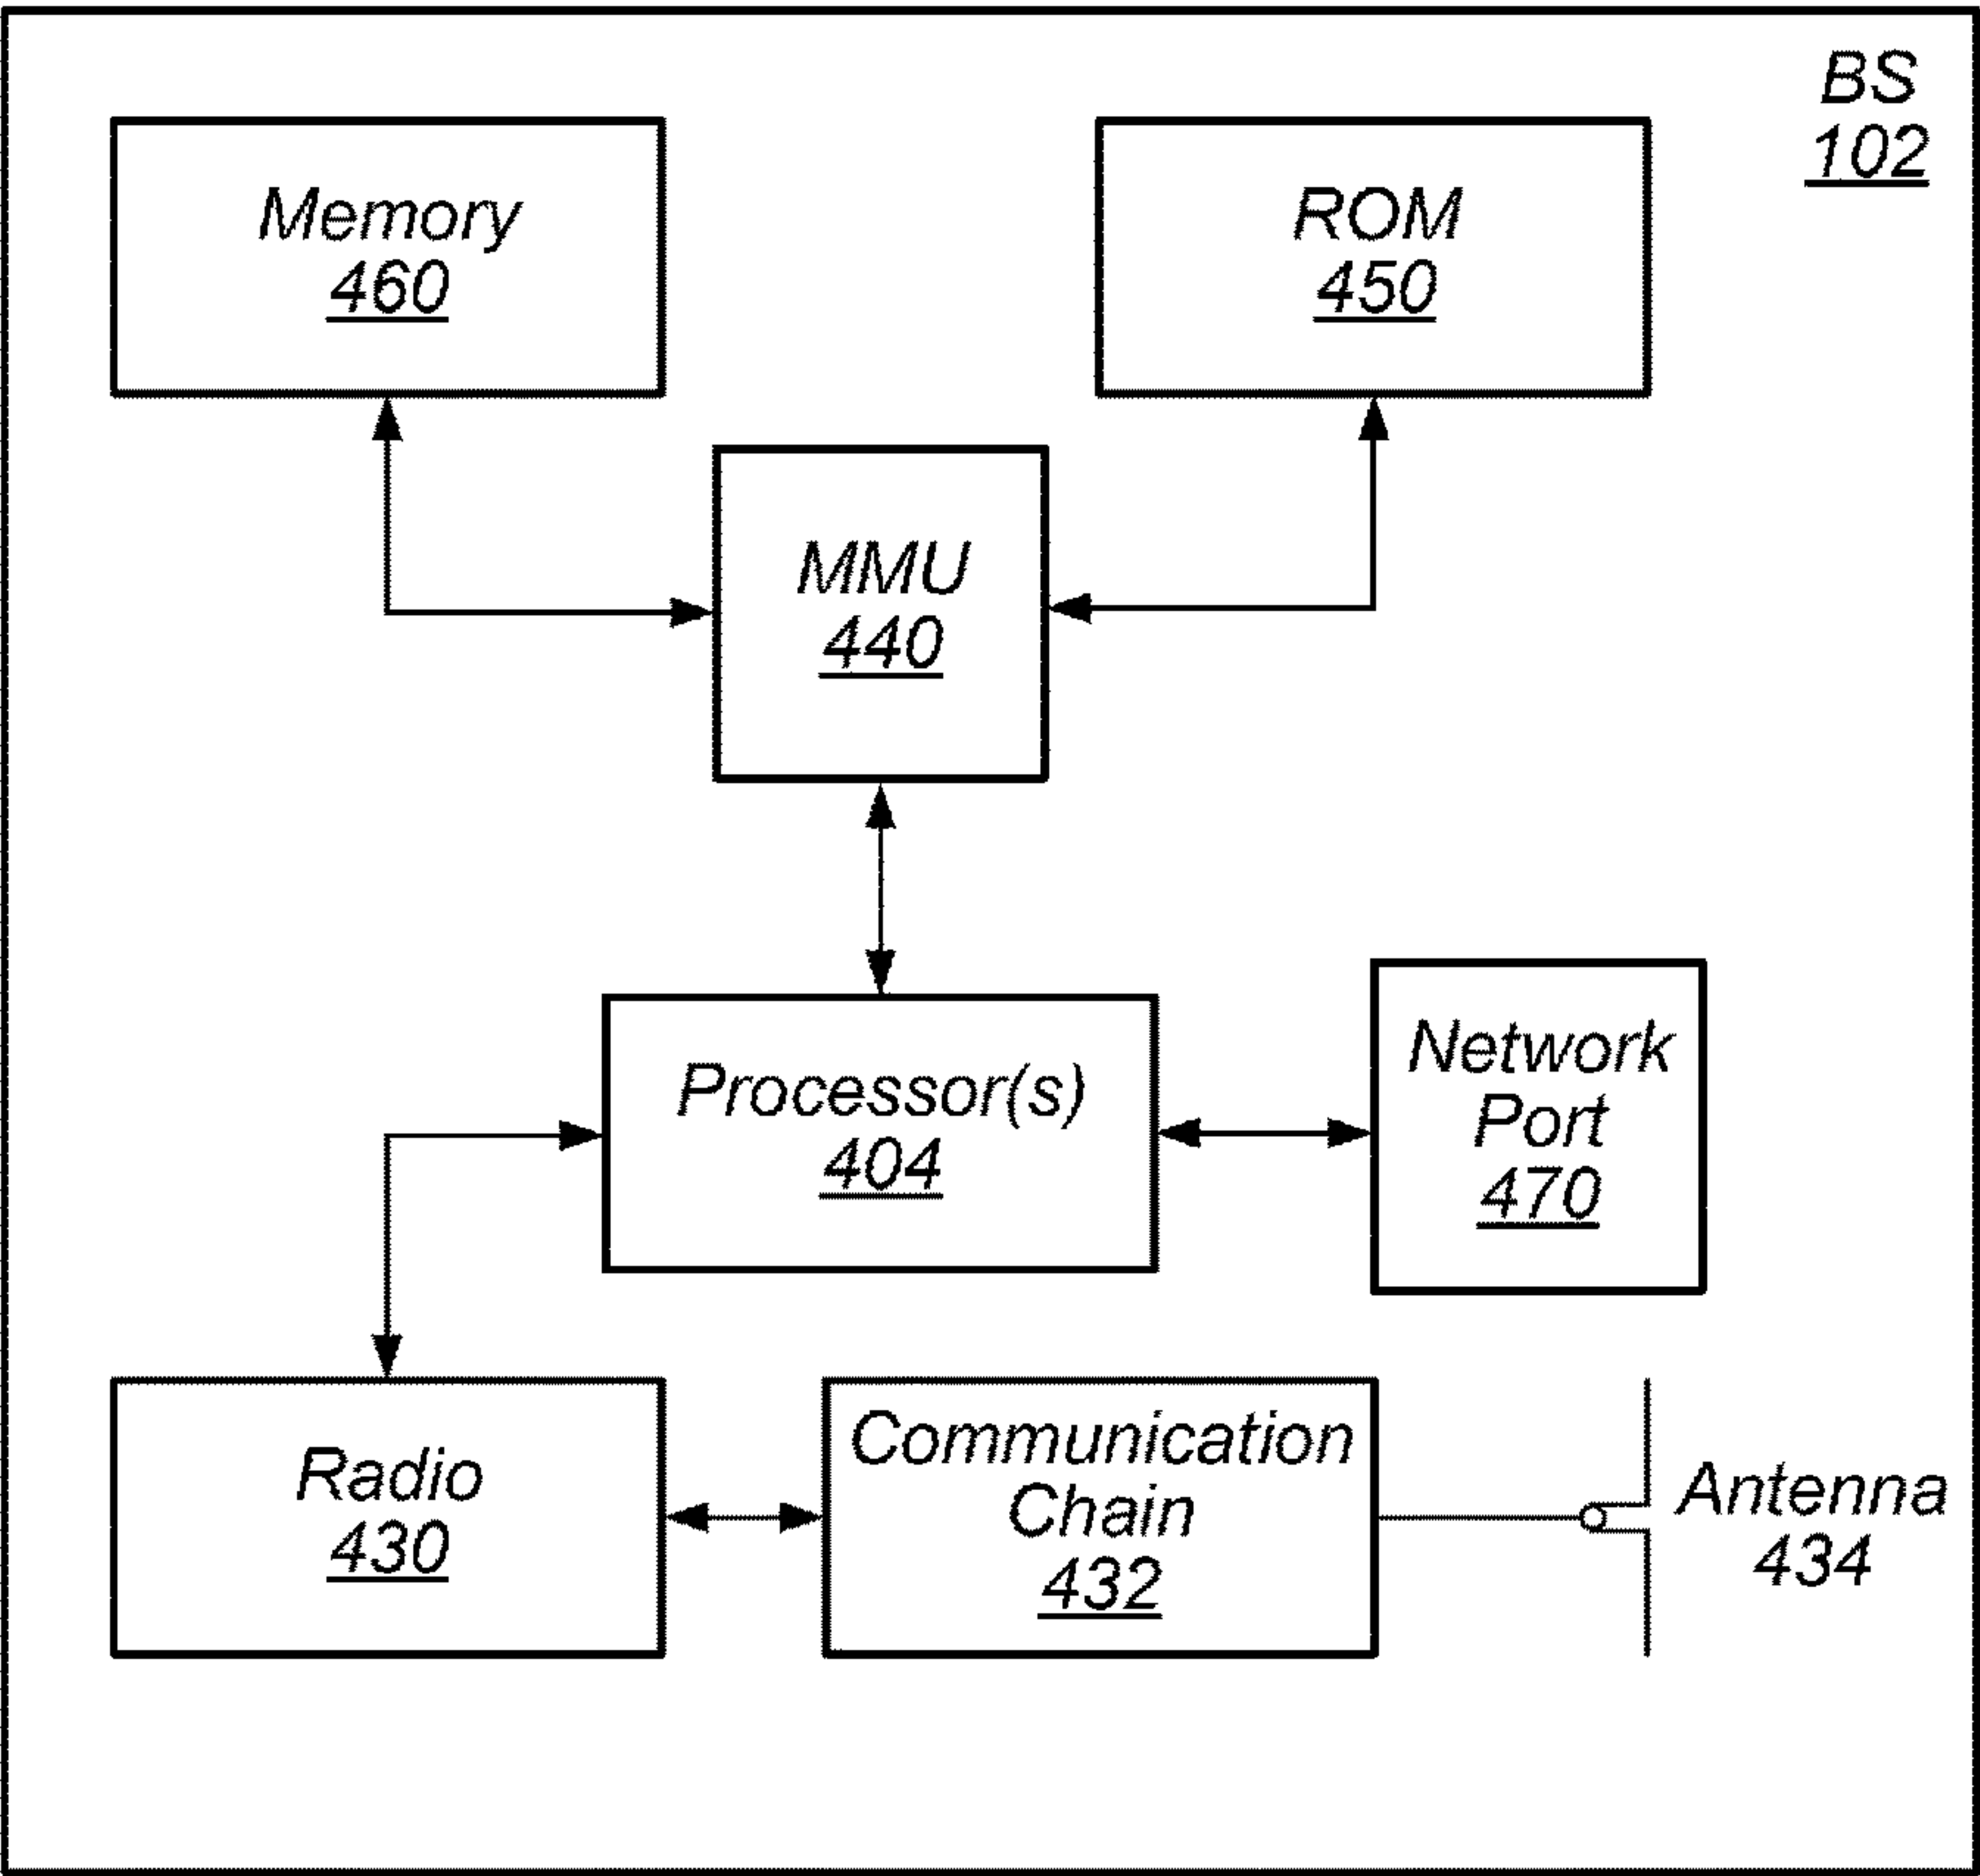 BS
102
Memory
460
ROM
450
MMU
440
Processor(s)
404
Network
Port
470
Radio
430
Communication
Chain
432
Antenna
434